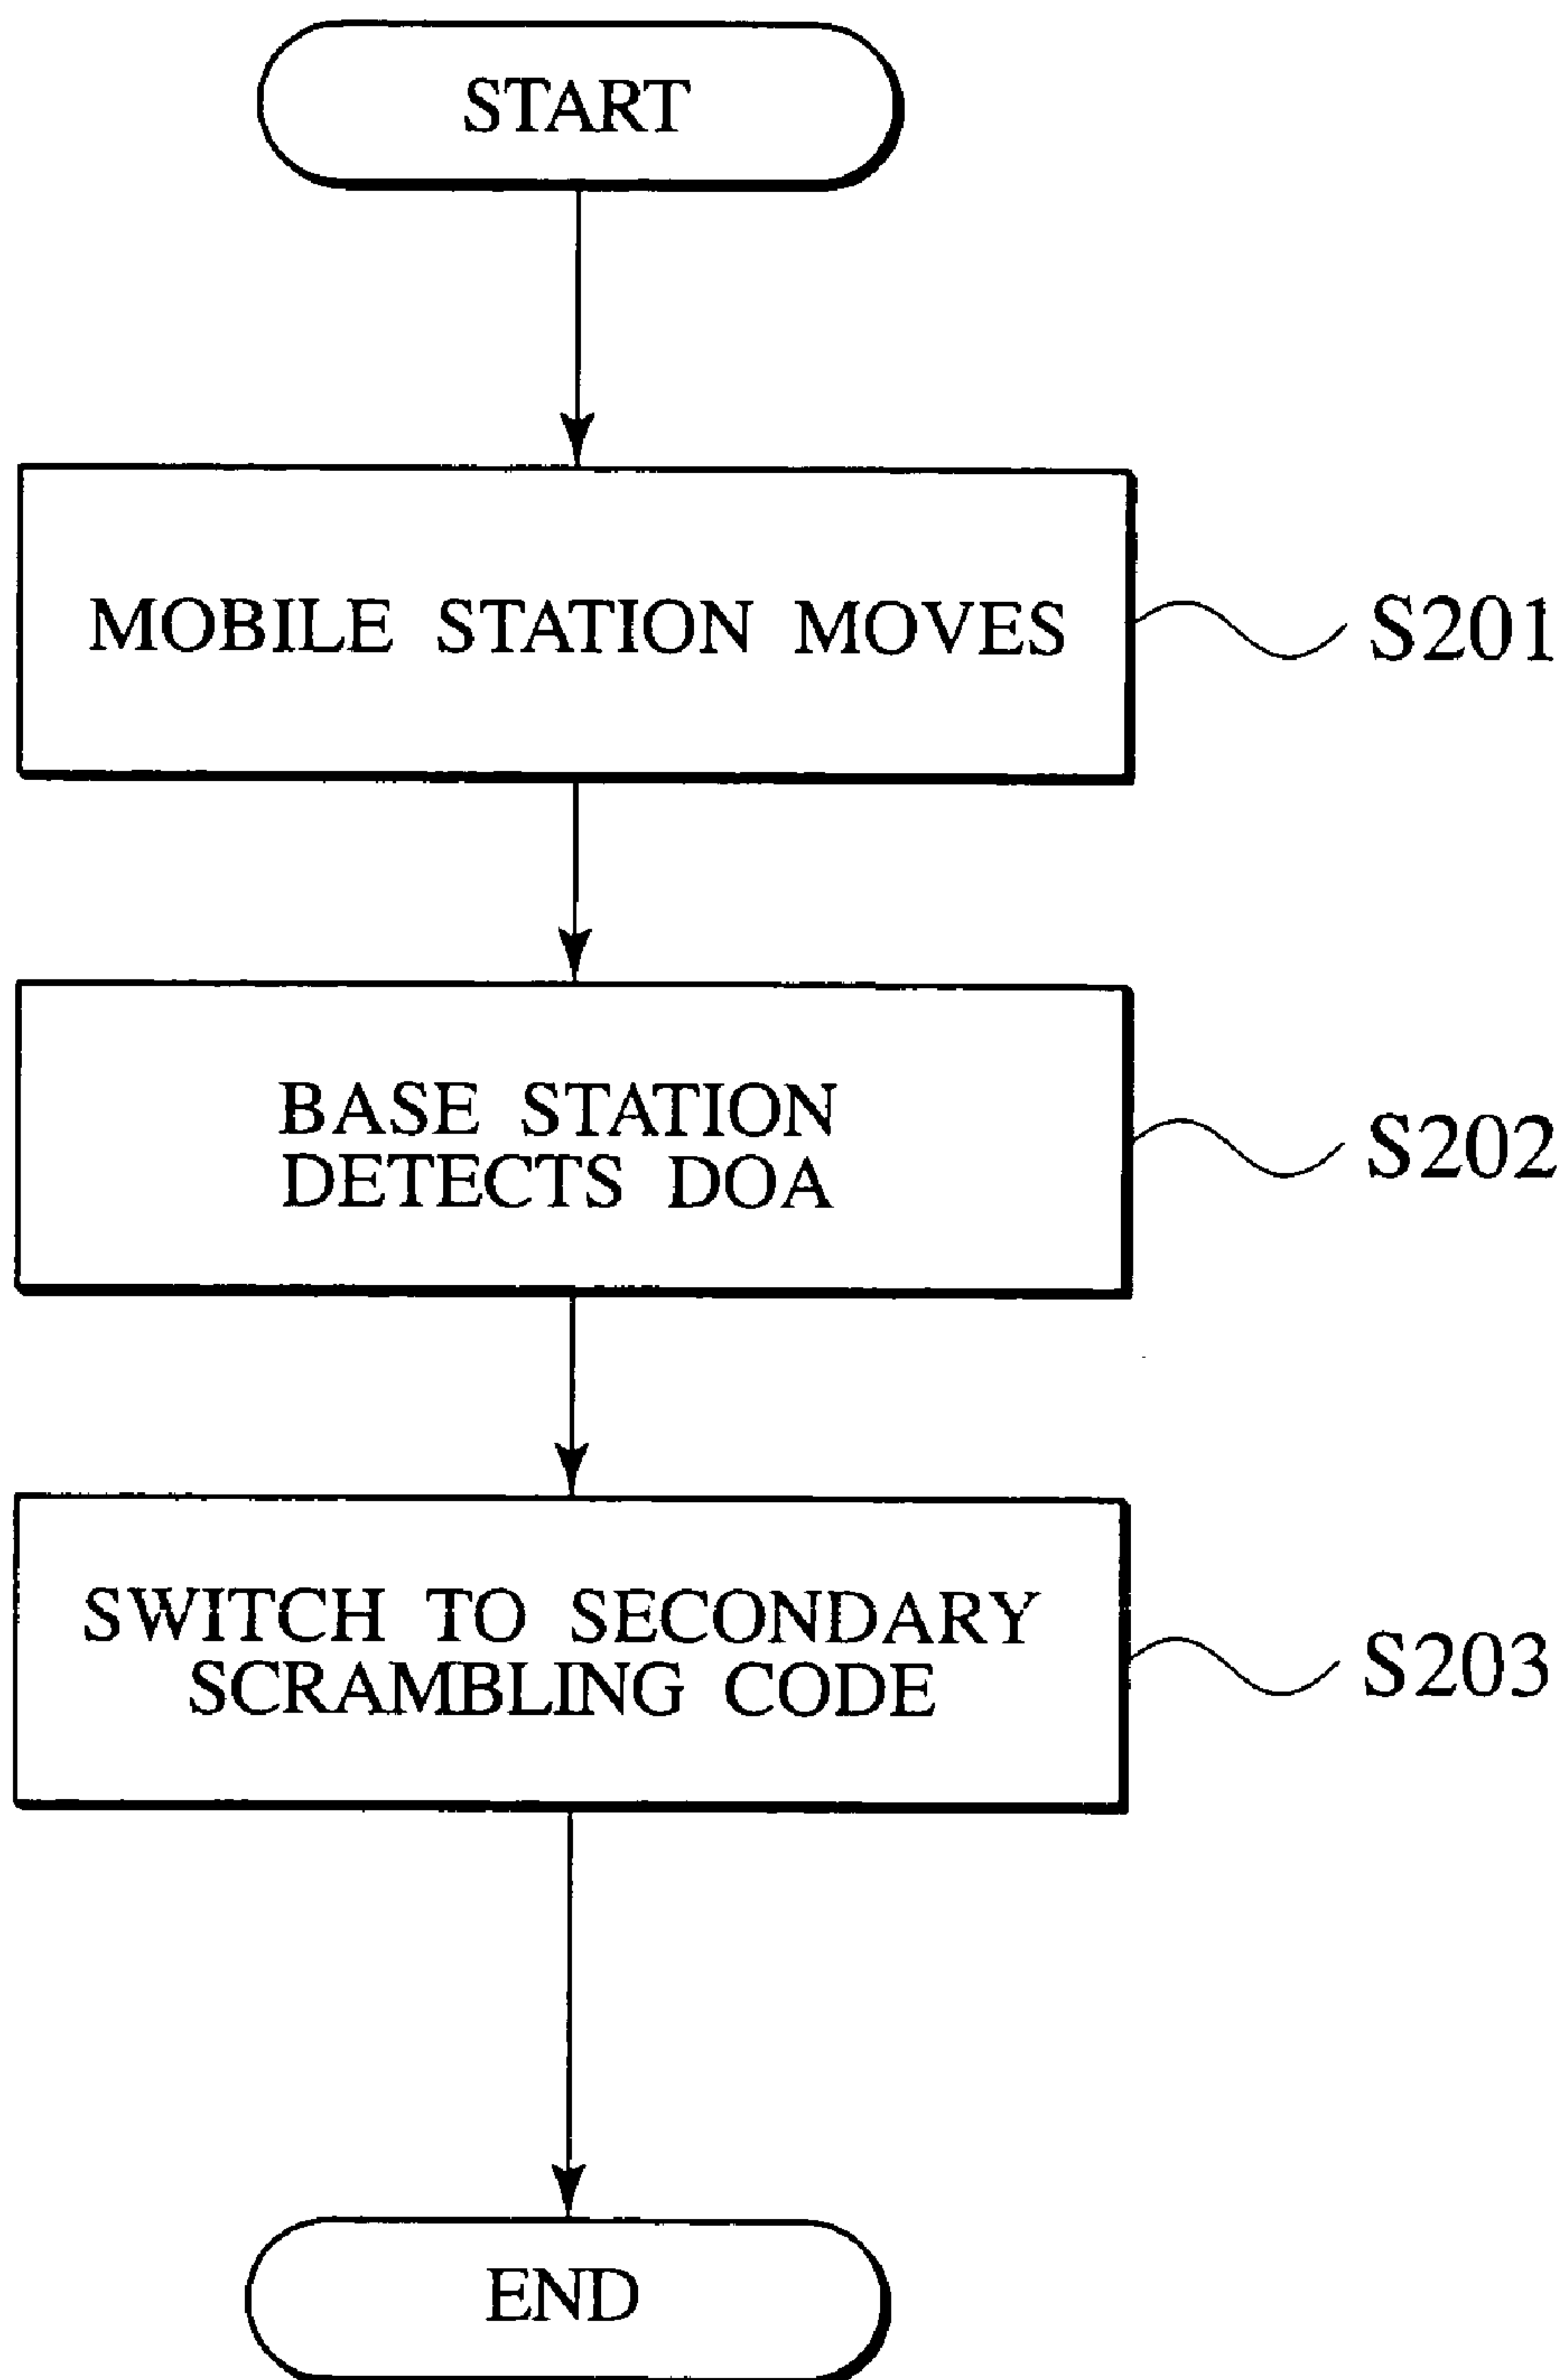 START
MOBILE STATION MOVES
S201
BASE STATION
DETECTS DOA
S202
SWITCH TO SECONDARY
SCRAMBLING CODE
S203
END